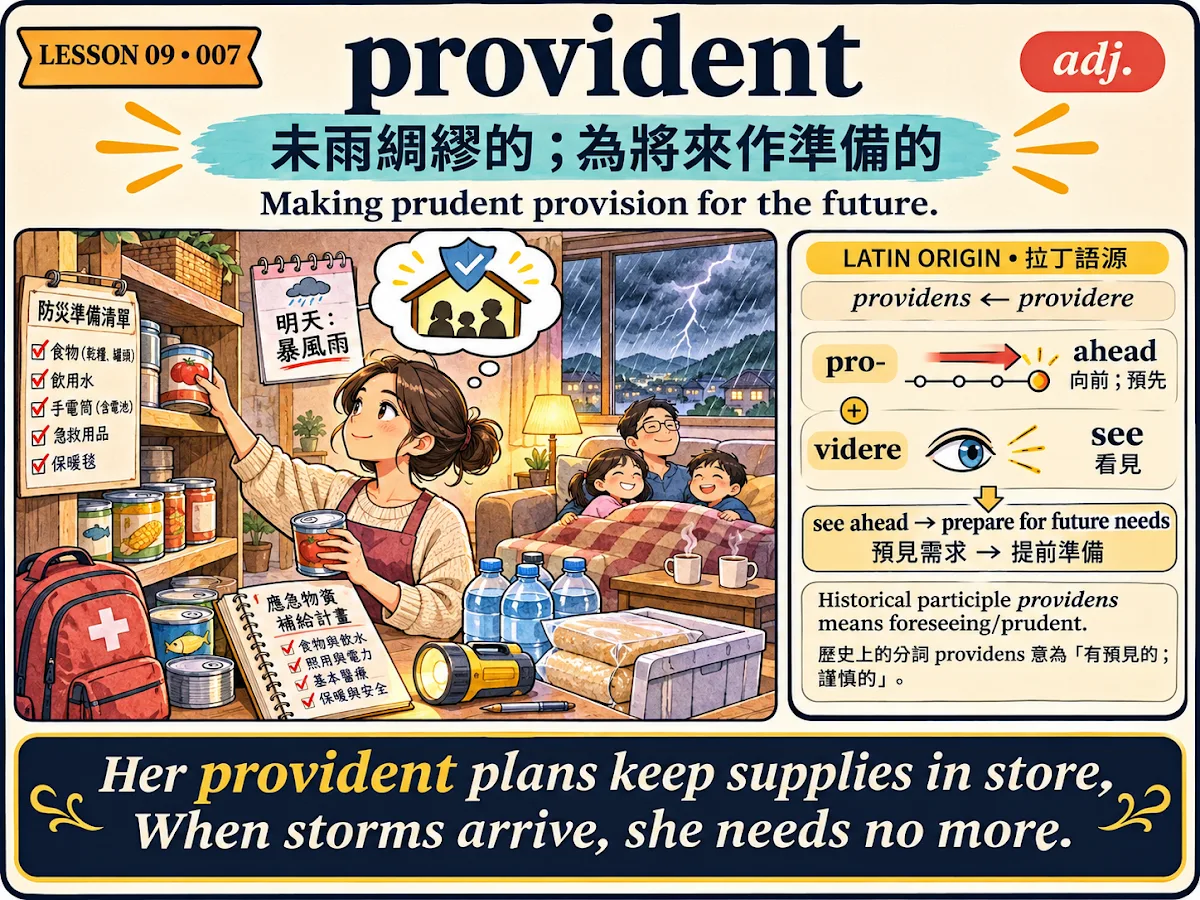 LESSON 09 • 007
provident
adj.
未雨綢繆的；為將來作準備的
Making prudent provision for the future.
防災準備清單
食物 (乾糧、罐頭)
飲用水
手電筒 (含電池)
急救用品
保暖毯
明天：
暴風雨
應急物資
補給計畫
食物與飲水
照用與電力
基本醫療
保暖與安全
LATIN ORIGIN • 拉丁語源
providens ← providere
pro-
ahead
向前；預先
+
videre
see
看見
see ahead → prepare for future needs
預見需求 → 提前準備
Historical participle providens
means foreseeing/prudent.
歷史上的分詞 providens 意為「有預見的；
謹慎的」。
Her provident plans keep supplies in store,
When storms arrive, she needs no more.